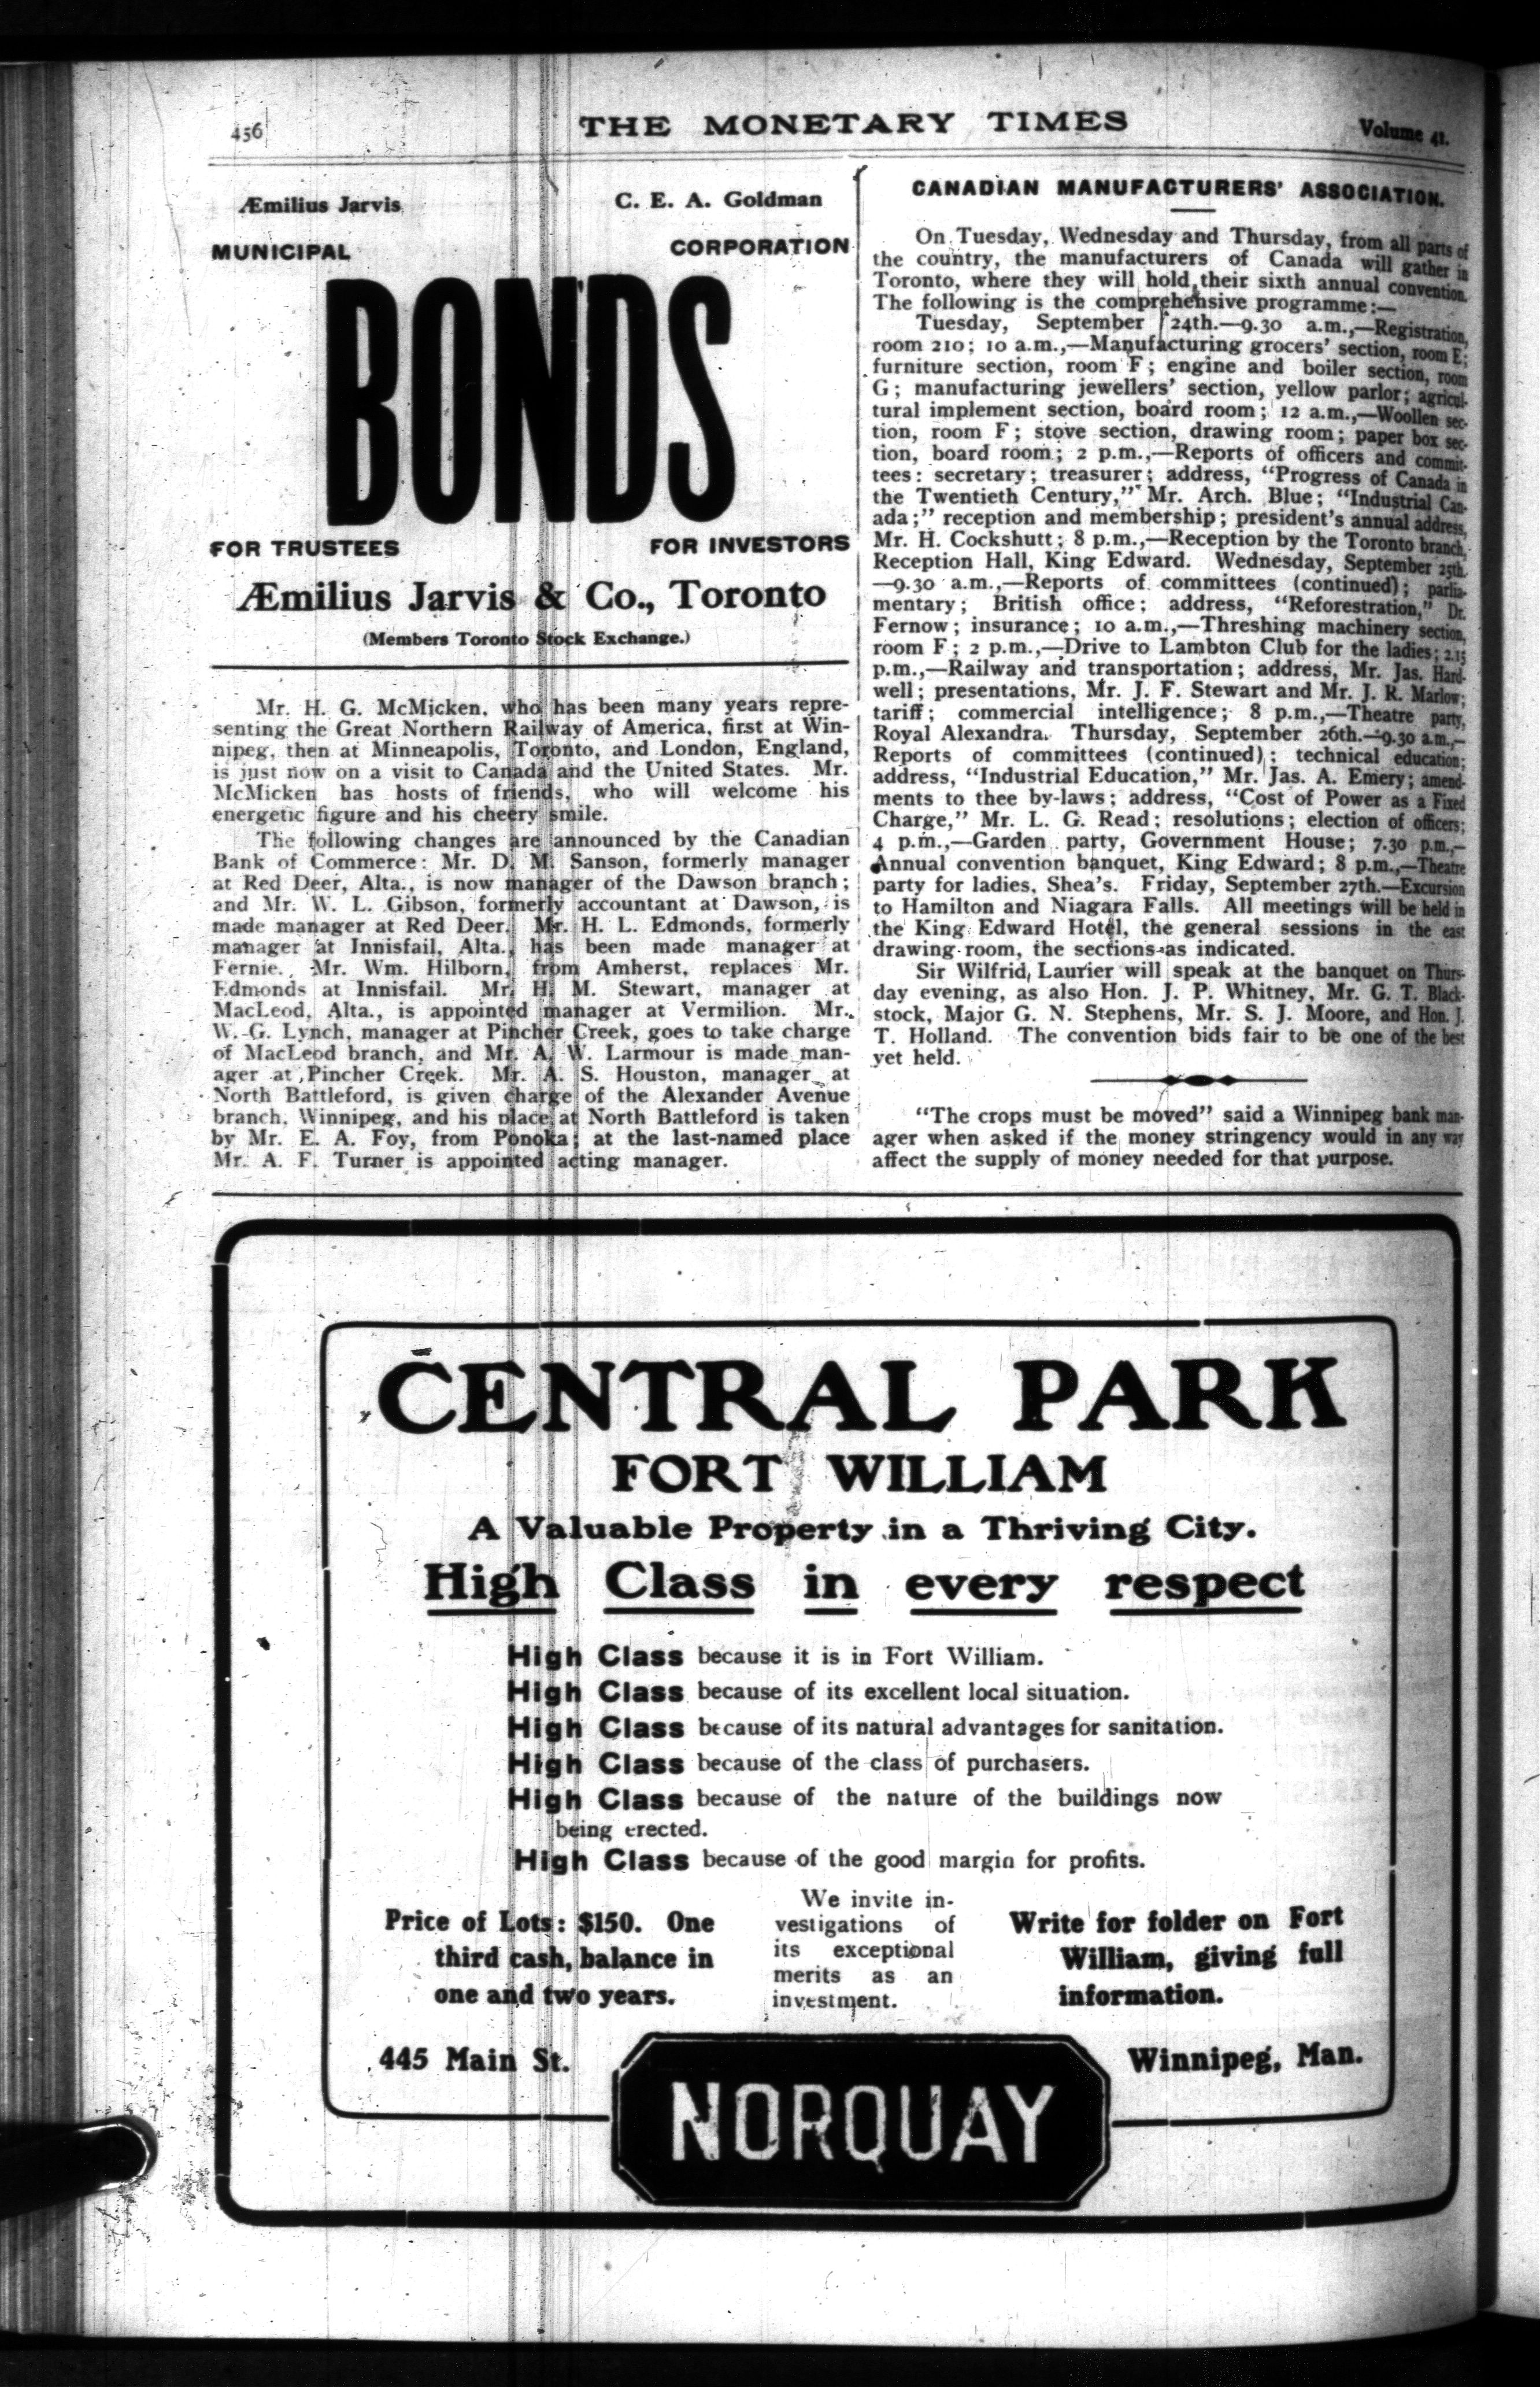 456
THE MONETARY TIMES
Volume 41.
Æmilius Jarvis
C. E. A. Goldman
MUNICIPAL
CORPORATION
BONDS
FOR TRUSTEES
FOR INVESTORS
Æmilius Jarvis & Co., Toronto
(Members Toronto Stock Exchange.)
Mr. H. G. McMicken, who has been many years repre-
senting the Great Northern Railway of America, first at Win-
nipeg, then at Minneapolis, Toronto, and London, England,
is just now on a visit to Canada and the United States. Mr.
McMicken has hosts of friends, who will welcome his
energetic figure and his cheery smile.
The following changes are announced by the Canadian
Bank of Commerce: Mr. D. M. Sanson, formerly manager
at Red Deer, Alta., is now manager of the Dawson branch;
and Mr. W. L. Gibson, formerly accountant at Dawson, is
made manager at Red Deer. Mr. H. L. Edmonds, formerly
manager at Innisfail, Alta., has been made manager at
Fernie. Mr. Wm. Hilborn, from Amherst, replaces Mr.
Edmonds at Innisfail. Mr. H. M. Stewart, manager at
MacLeod, Alta., is appointed manager at Vermilion. Mr.
W. G. Lynch, manager at Pincher Creek, goes to take charge
of MacLeod branch, and Mr. A. W. Larmour is made man-
ager at Pincher Creek. Mr. A. S. Houston, manager at
North Battleford, is given charge of the Alexander Avenue
branch, Winnipeg, and his place at North Battleford is taken
by Mr. E. A. Foy, from Ponoka; at the last-named place
Mr. A. F. Turner is appointed acting manager.
CANADIAN MANUFACTURERS' ASSOCIATION.
On Tuesday, Wednesday and Thursday, from all parts of
the country, the manufacturers of Canada will gather in
Toronto, where they will hold their sixth annual convention.
The following is the comprehensive programme:—
Tuesday, September 24th.—9.30 a.m.,—Registration,
room 210; 10 a.m.,—Manufacturing grocers' section, room E;
furniture section, room F; engine and boiler section, room
G; manufacturing jewellers' section, yellow parlor; agricul-
tural implement section, board room; 12 a.m.,—Woollen sec-
tion, room F; stove section, drawing room; paper box sec-
tion, board room; 2 p.m.,—Reports of officers and commit-
tees: secretary; treasurer; address, "Progress of Canada in
the Twentieth Century," Mr. Arch. Blue; "Industrial Can-
ada;" reception and membership; president's annual address,
Mr. H. Cockshutt; 8 p.m.,—Reception by the Toronto branch,
Reception Hall, King Edward. Wednesday, September 25th.
—9.30 a.m.,—Reports of committees (continued); parlia-
mentary; British office; address, "Reforestration," Dr.
Fernow; insurance; 10 a.m.,—Threshing machinery section,
room F; 2 p.m.,—Drive to Lambton Club for the ladies; 2.15
p.m.,—Railway and transportation; address, Mr. Jas. Hard-
well; presentations, Mr. J. F. Stewart and Mr. J. R. Marlow;
tariff; commercial intelligence; 8 p.m.,—Theatre party,
Royal Alexandra. Thursday, September 26th.—9.30 a.m.,—
Reports of committees (continued); technical education;
address, "Industrial Education," Mr. Jas. A. Emery; amend-
ments to thee by-laws; address, "Cost of Power as a Fixed
Charge," Mr. L. G. Read; resolutions; election of officers;
4 p.m.,—Garden party, Government House; 7.30 p.m.,—
Annual convention banquet, King Edward; 8 p.m.,—Theatre
party for ladies, Shea's. Friday, September 27th.—Excursion
to Hamilton and Niagara Falls. All meetings will be held in
the King Edward Hotel, the general sessions in the east
drawing-room, the sections as indicated.
Sir Wilfrid Laurier will speak at the banquet on Thurs-
day evening, as also Hon. J. P. Whitney, Mr. G. T. Black-
stock, Major G. N. Stephens, Mr. S. J. Moore, and Hon. J.
T. Holland. The convention bids fair to be one of the best
yet held.
"The crops must be moved" said a Winnipeg bank man-
ager when asked if the money stringency would in any way
affect the supply of money needed for that purpose.
CENTRAL PARK
FORT WILLIAM
A Valuable Property in a Thriving City.
High Class in every respect
High Class because it is in Fort William.
High Class because of its excellent local situation.
High Class because of its natural advantages for sanitation.
High Class because of the class of purchasers.
High Class because of the nature of the buildings now
being erected.
High Class because of the good margin for profits.
Price of Lots: $150. One
third cash, balance in
one and two years.
We invite in-
vestigations of
its exceptional
merits as an
investment.
Write for folder on Fort
William, giving full
information.
445 Main St.
Winnipeg, Man.
NORQUAY